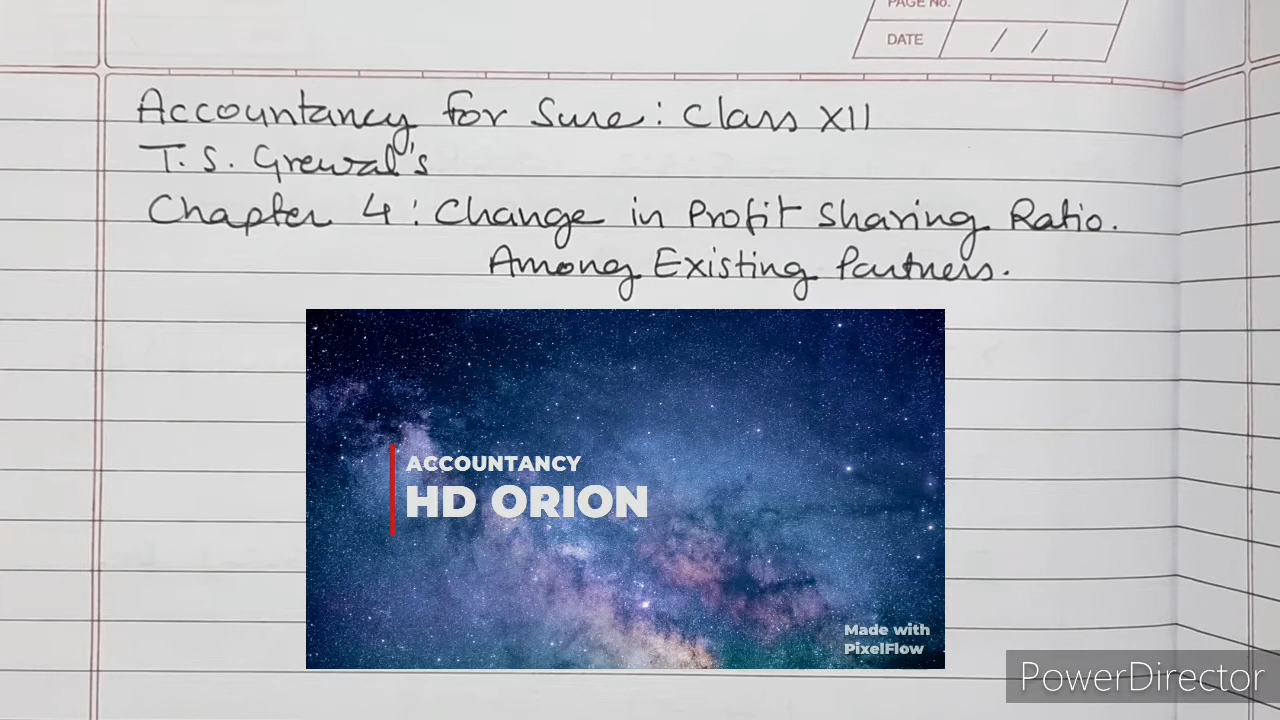 PAGE No.
DATE / /
Accountancy for Sure: Class XII
T. S. Grewal's
Chapter 4: Change in Profit Sharing Ratio.
Among Existing Partners.
ACCOUNTANCY
HD ORION
Made with
PixelFlow
PowerDirector